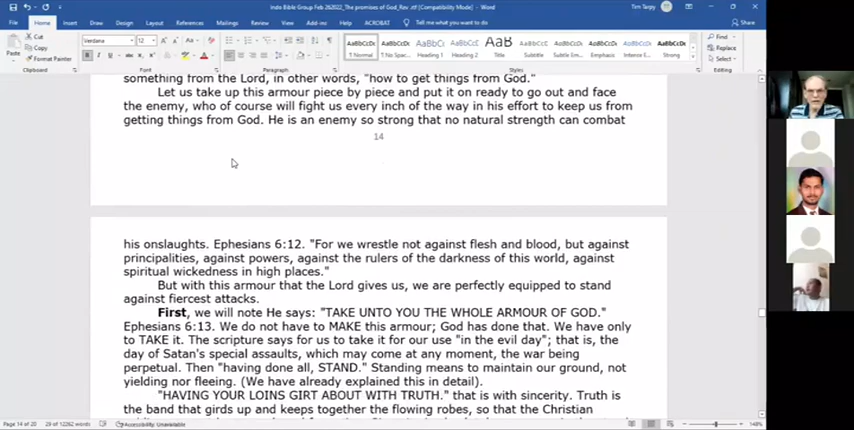 Indo Bible Group Feb 262022_The promises of God_Rev .rtf [Compatibility Mode] - Word
Tim Tarpy
File Home Insert Draw Design Layout References Mailings Review View Add-ins Help ACROBAT Tell me what you want to do Share
Paste Cut Copy Format Painter Clipboard
Verdana 12 Font
Paragraph
AaBbCcDc ¶ Normal AaBbCcDc ¶ No Spac... AaBbCc Heading 1 AaBbCcC Heading 2 AaB Title AaBbCcD Subtitle AaBbCcDc Subtle Em... AaBbCcDc Emphasis AaBbCcDc Intense E... AaBbCcDc Strong
Styles
Find Replace Select Editing
something from the Lord, in other words, "how to get things from God."
Let us take up this armour piece by piece and put it on ready to go out and face
the enemy, who of course will fight us every inch of the way in his effort to keep us from
getting things from God. He is an enemy so strong that no natural strength can combat
14
his onslaughts. Ephesians 6:12. "For we wrestle not against flesh and blood, but against
principalities, against powers, against the rulers of the darkness of this world, against
spiritual wickedness in high places."
But with this armour that the Lord gives us, we are perfectly equipped to stand
against fiercest attacks.
First, we will note He says: "TAKE UNTO YOU THE WHOLE ARMOUR OF GOD."
Ephesians 6:13. We do not have to MAKE this armour; God has done that. We have only
to TAKE it. The scripture says for us to take it for our use "in the evil day"; that is, the
day of Satan's special assaults, which may come at any moment, the war being
perpetual. Then "having done all, STAND." Standing means to maintain our ground, not
yielding nor fleeing. (We have already explained this in detail).
"HAVING YOUR LOINS GIRT ABOUT WITH TRUTH." that is with sincerity. Truth is
the band that girds up and keeps together the flowing robes, so that the Christian
Page 14 of 20 29 of 12262 words Accessibility: Unavailable 148%